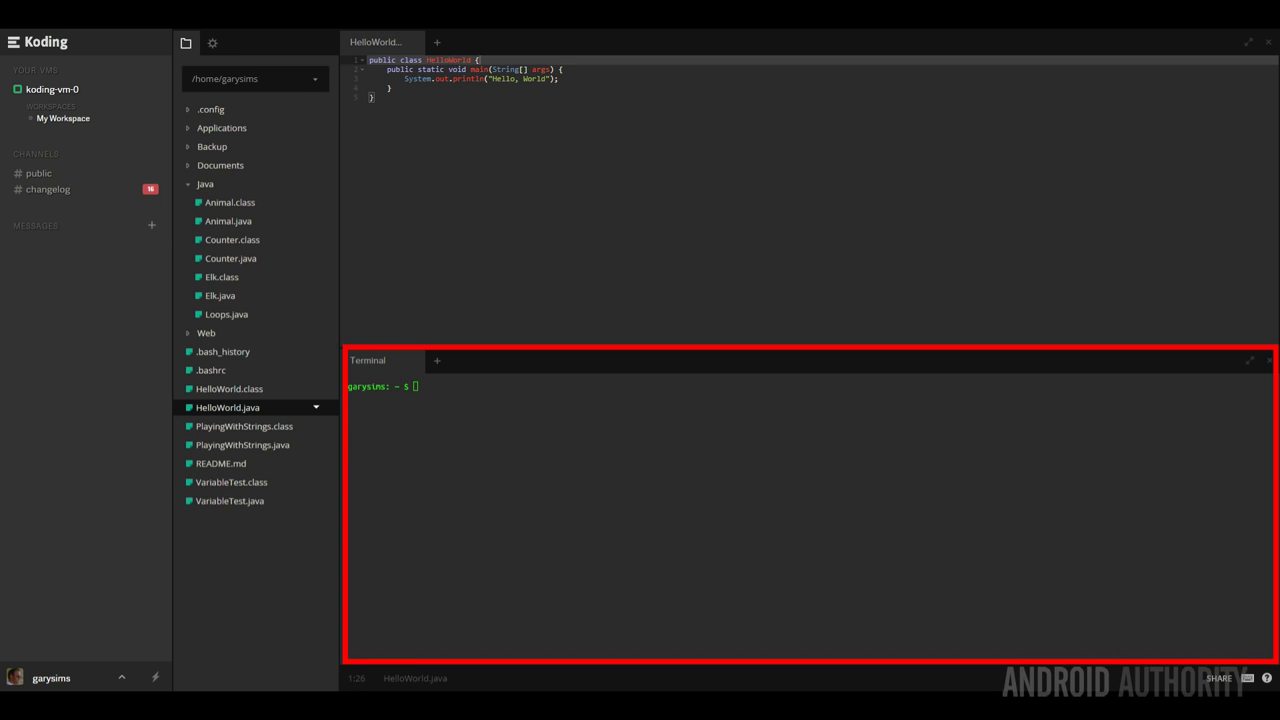 Koding
YOUR VMS
koding-vm-0
WORKSPACES
My Workspace
CHANNELS
# public
# changelog 16
MESSAGES +
garysims
/home/garysims
.config
Applications
Backup
Documents
Java
Animal.class
Animal.java
Counter.class
Counter.java
Elk.class
Elk.java
Loops.java
Web
.bash_history
.bashrc
HelloWorld.class
HelloWorld.java
PlayingWithStrings.class
PlayingWithStrings.java
README.md
VariableTest.class
VariableTest.java
HelloWorld... +
1 public class HelloWorld {
2 public static void main(String[] args) {
3 System.out.println("Hello, World");
4 }
5 }
Terminal +
garysims: ~ $
1:26 HelloWorld.java
SHARE
ANDROID AUTHORITY